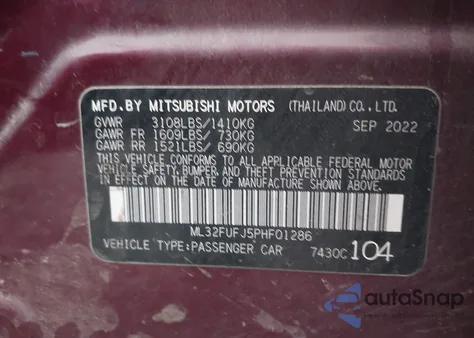 MFD. BY MITSUBISHI MOTORS (THAILAND) CO., LTD.
GVWR 3108LBS/1410KG SEP 2022
GAWR FR 1609LBS/ 730KG
GAWR RR 1521LBS/ 690KG
THIS VEHICLE CONFORMS TO ALL APPLICABLE FEDERAL MOTOR
VEHICLE SAFETY, BUMPER, AND THEFT PREVENTION STANDARDS
IN EFFECT ON THE DATE OF MANUFACTURE SHOWN ABOVE.
ML32FUFJ5PHF01286
VEHICLE TYPE:PASSENGER CAR 7430C 104
autoSnap